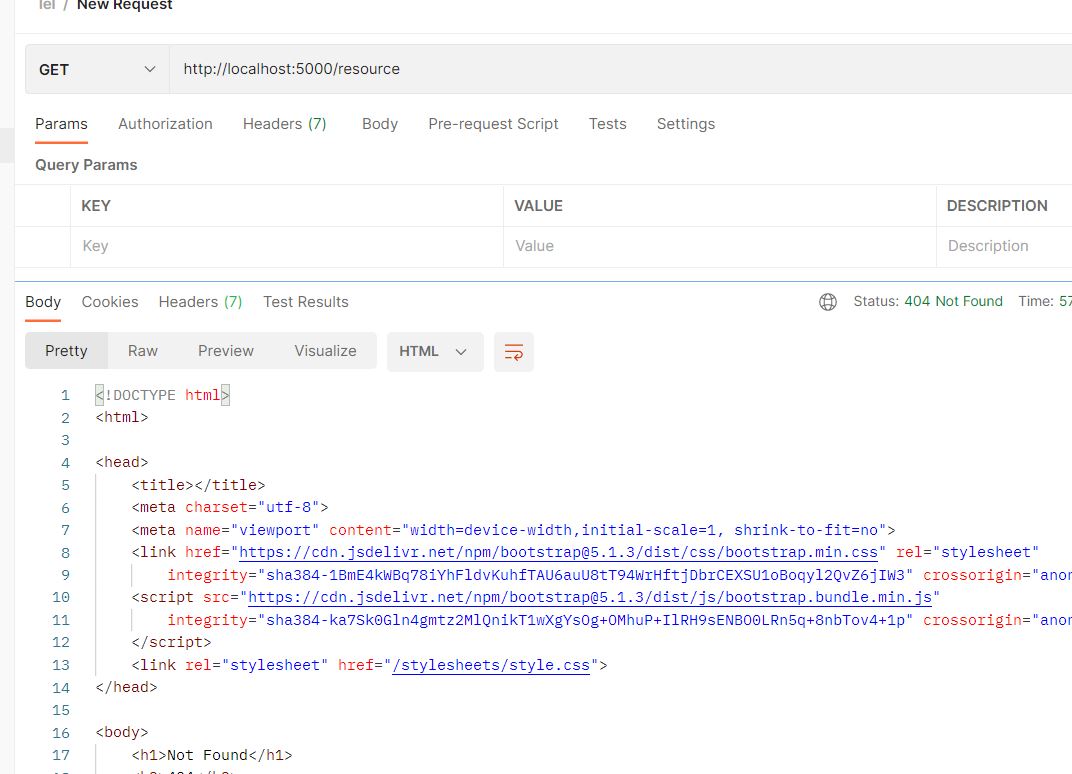 lel / New Request
GET http://localhost:5000/resource
Params Authorization Headers (7) Body Pre-request Script Tests Settings
Query Params
KEY VALUE DESCRIPTION
Key Value Description
Body Cookies Headers (7) Test Results Status: 404 Not Found Time: 57
Pretty Raw Preview Visualize HTML
1 <!DOCTYPE html>
2 <html>
3
4 <head>
5 <title></title>
6 <meta charset="utf-8">
7 <meta name="viewport" content="width=device-width,initial-scale=1, shrink-to-fit=no">
8 <link href="https://cdn.jsdelivr.net/npm/bootstrap@5.1.3/dist/css/bootstrap.min.css" rel="stylesheet"
9 integrity="sha384-1BmE4kWBq78iYhFldvKuhfTAU6auU8tT94WrHftjDbrCEXSU1oBoqyl2QvZ6jIW3" crossorigin="anon
10 <script src="https://cdn.jsdelivr.net/npm/bootstrap@5.1.3/dist/js/bootstrap.bundle.min.js"
11 integrity="sha384-ka7Sk0Gln4gmtz2MlQnikT1wXgYsOg+OMhuP+IlRH9sENBO0LRn5q+8nbTov4+1p" crossorigin="anon
12 </script>
13 <link rel="stylesheet" href="/stylesheets/style.css">
14 </head>
15
16 <body>
17 <h1>Not Found</h1>